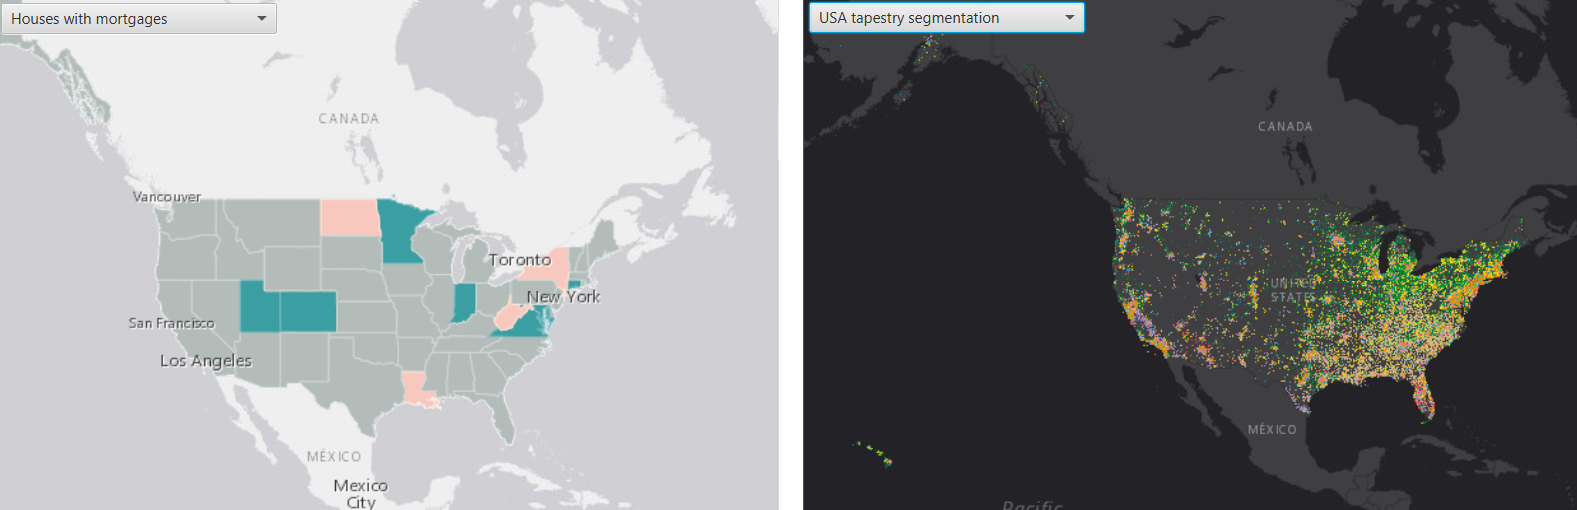 Houses with mortgages
CANADA
Vancouver
Toronto
New York
San Francisco
Los Angeles
MÉXICO
Mexico
City
USA tapestry segmentation
CANADA
UNITED
STATES
MÉXICO
Pacific